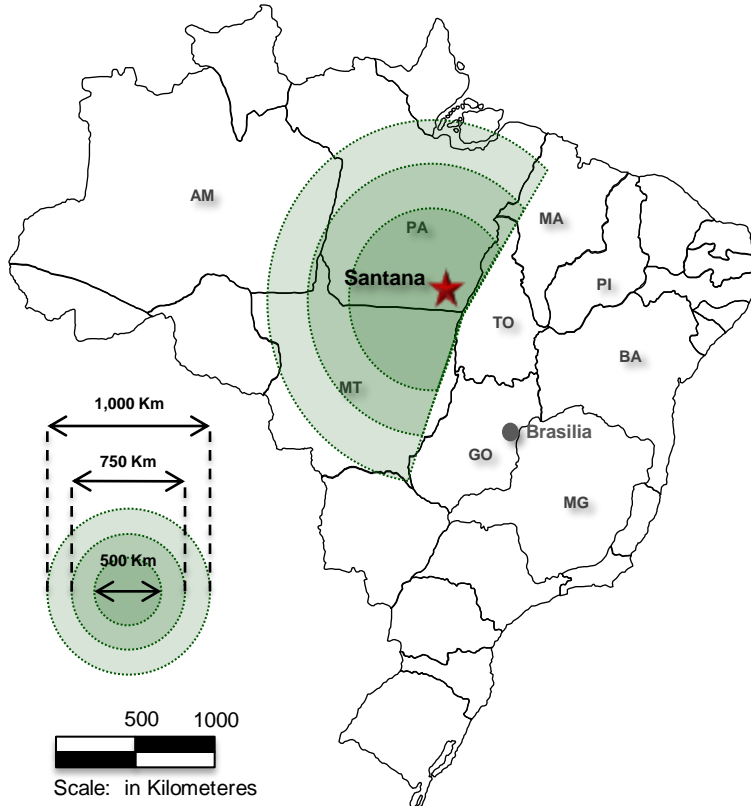 AM
PA
MA
Santana
PI
TO
BA
MT
1,000 Km
Brasilia
GO
750 Km
MG
500 Km
500 1000
Scale: in Kilometeres